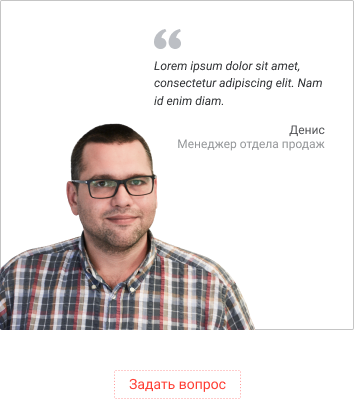 Lorem ipsum dolor sit amet,
consectetur adipiscing elit. Nam
id enim diam.
Денис
Менеджер отдела продаж
Задать вопрос